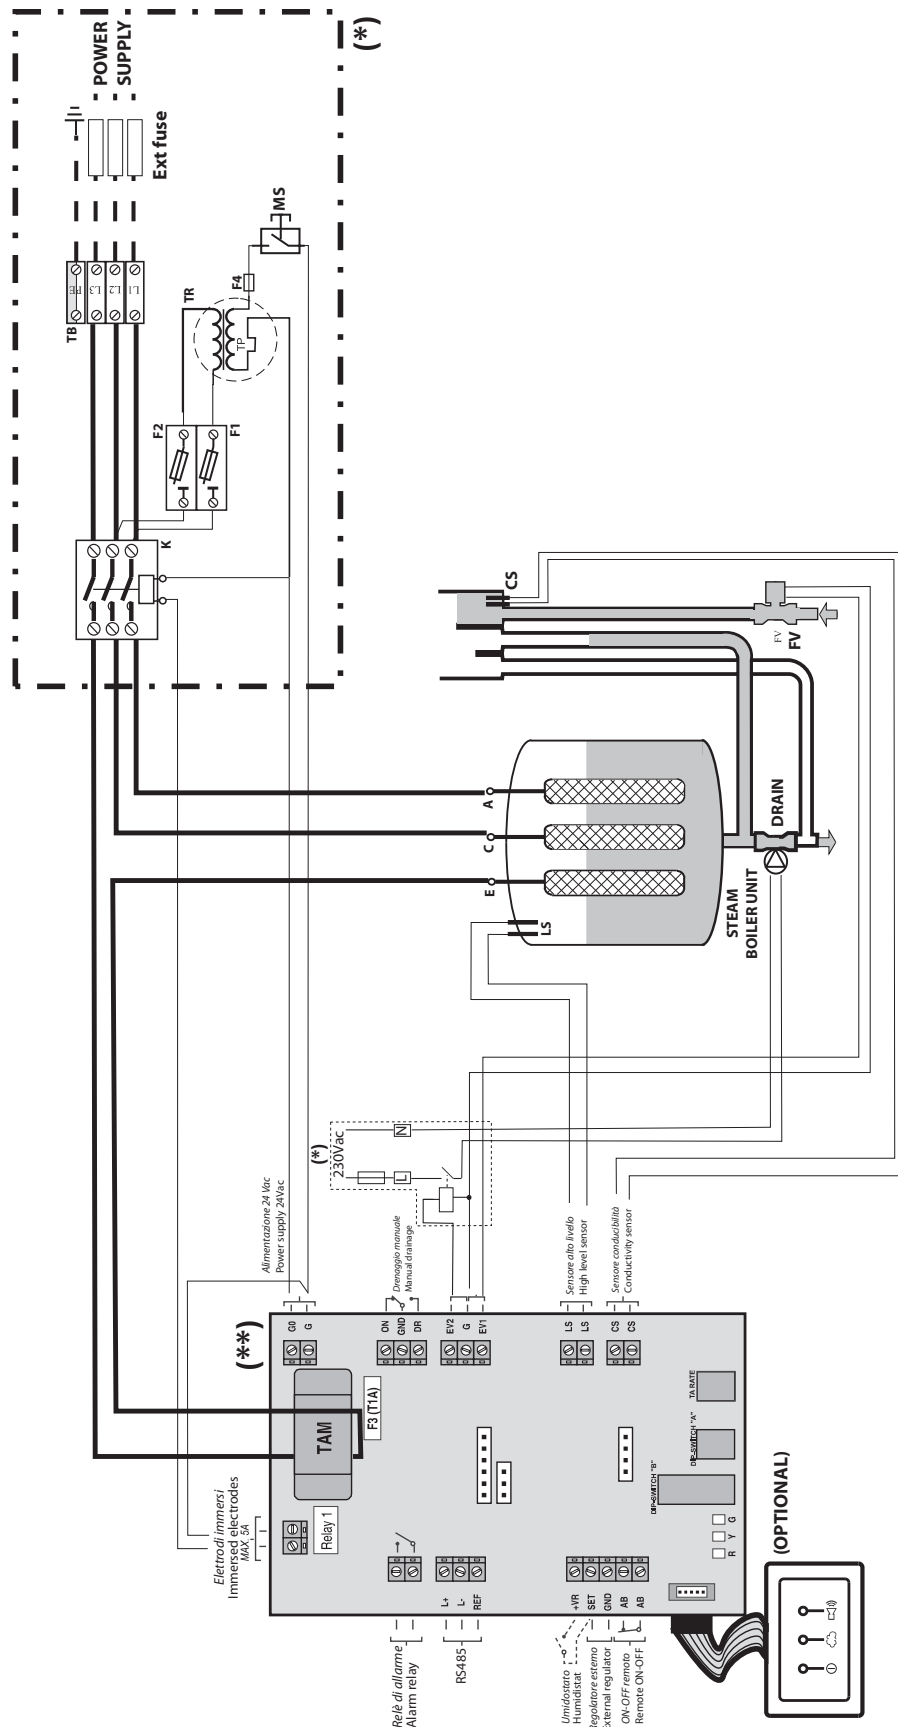 (*)
POWER
SUPPLY
Ext fuse
MS
F4
TR
TP
TB
PE
L3
L2
L1
F2
F1
K
CS
FV
FV
A
C
E
LS
STEAM
BOILER UNIT
DRAIN
(*)
230Vac
N
L
Alimentazione 24 Vac
Power supply 24Vac
Drenaggio manuale
Manual drainage
Sensore alto livello
High level sensor
Sensore conducibilità
Conductivity sensor
(**)
G0
G
ON
GND
DR
EV2
G
EV1
LS
LS
CS
CS
TAM
F3 (T1A)
TA RATE
DIP-SWITCH "A"
DIP-SWITCH "B"
Elettrodi immersi
Immersed electrodes
MAX. 5A
Relay 1
R
Y
G
L+
L-
REF
+VR
SET
GND
AB
AB
Relè di allarme
Alarm relay
RS485
Umidostato
Humidistat
Regolatore esterno
External regulator
ON-OFF remoto
Remote ON-OFF
(OPTIONAL)